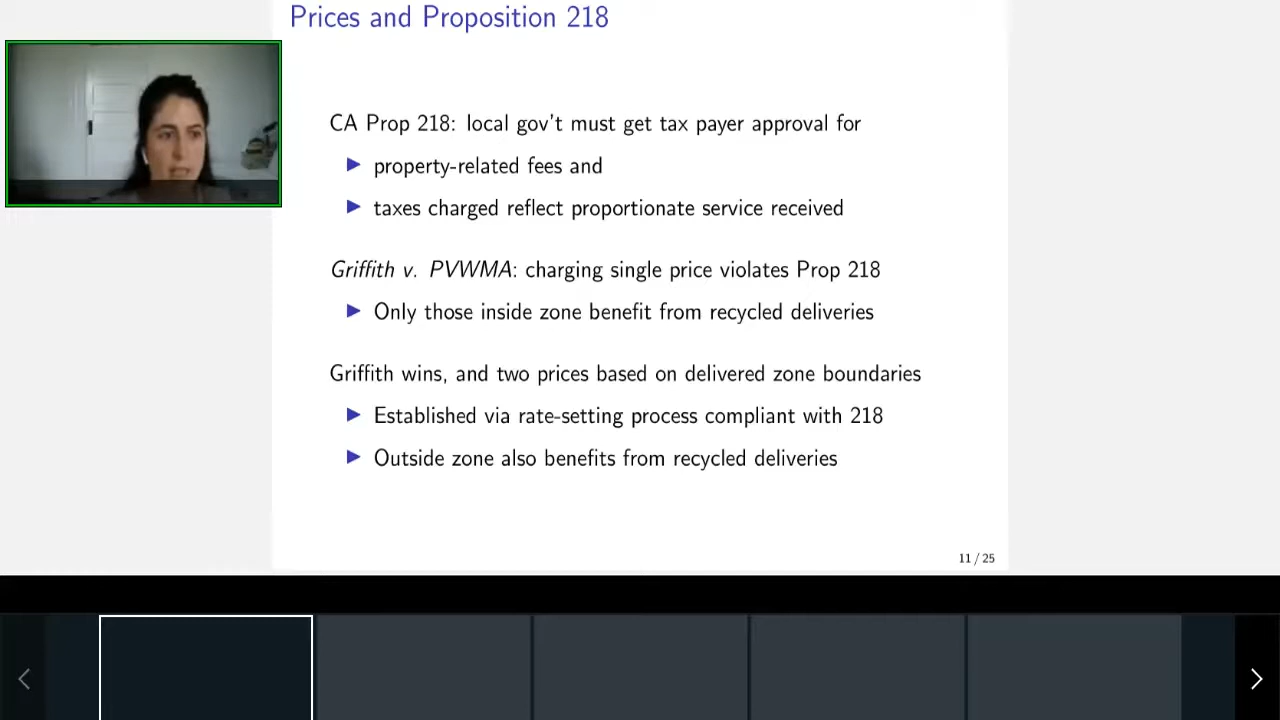 Prices and Proposition 218
CA Prop 218: local gov't must get tax payer approval for
property-related fees and
taxes charged reflect proportionate service received
Griffith v. PVWMA: charging single price violates Prop 218
Only those inside zone benefit from recycled deliveries
Griffith wins, and two prices based on delivered zone boundaries
Established via rate-setting process compliant with 218
Outside zone also benefits from recycled deliveries
11 / 25